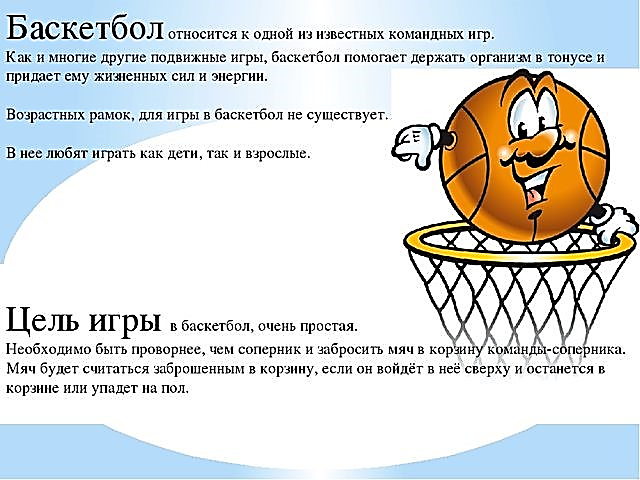 Баскетбол относится к одной из известных командных игр.
Как и многие другие подвижные игры, баскетбол помогает держать организм в тонусе и
придает ему жизненных сил и энергии.
Возрастных рамок, для игры в баскетбол не существует.
В нее любят играть как дети, так и взрослые.
Цель игры в баскетбол, очень простая.
Необходимо быть проворнее, чем соперник и забросить мяч в корзину команды-соперника.
Мяч будет считаться заброшенным в корзину, если он войдёт в неё сверху и останется в
корзине или упадет на пол.